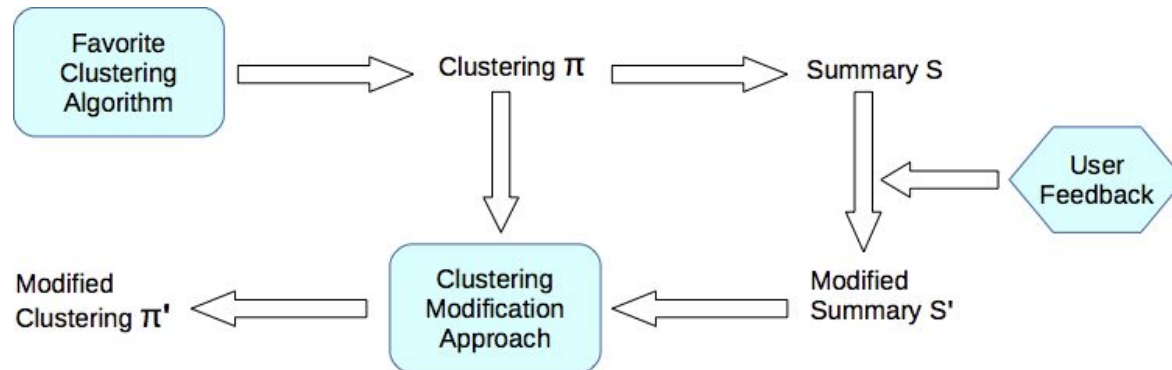 Favorite
Clustering
Algorithm
Clustering π
Summary S
User
Feedback
Modified
Clustering π'
Clustering
Modification
Approach
Modified
Summary S'